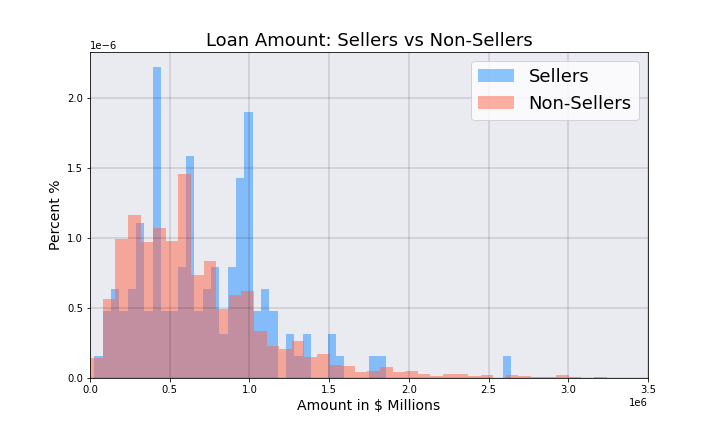 Loan Amount: Sellers vs Non-Sellers
1e−6
Sellers
Non-Sellers
2.0
1.5
1.0
0.5
0.0
Percent %
0.0 0.5 1.0 1.5 2.0 2.5 3.0 3.5
Amount in $ Millions
1e6